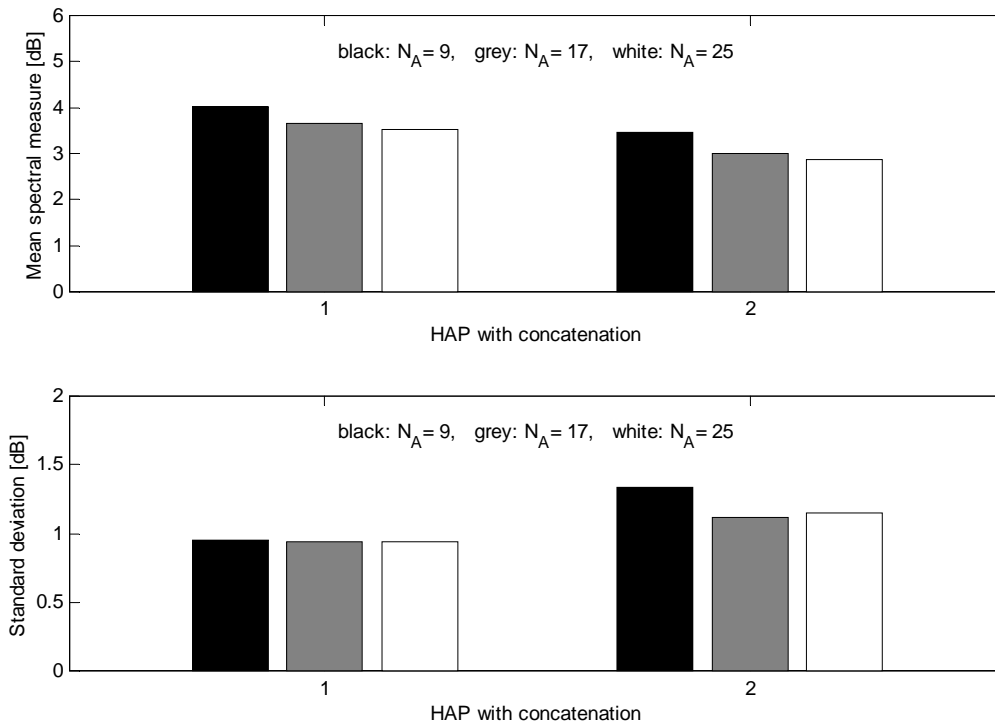 6
5
4
3
2
1
0
Mean spectral measure [dB]
black: N_A= 9, grey: N_A= 17, white: N_A= 25
1 2
HAP with concatenation
2
1.5
1
0.5
0
Standard deviation [dB]
black: N_A= 9, grey: N_A= 17, white: N_A= 25
1 2
HAP with concatenation